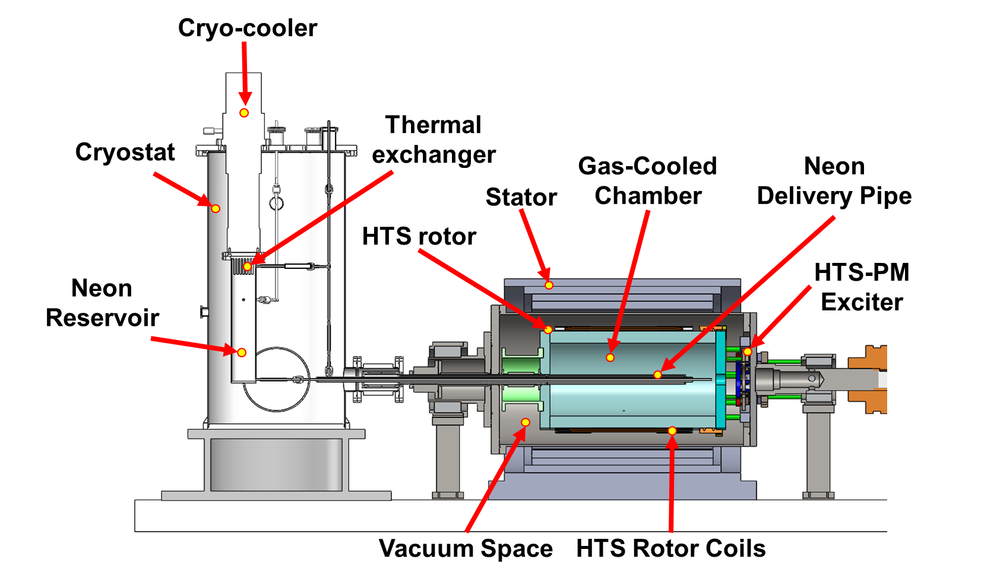 Cryo-cooler
Thermal
exchanger
Cryostat
Gas-Cooled
Chamber
Neon
Delivery Pipe
Stator
HTS rotor
HTS-PM
Exciter
Neon
Reservoir
Vacuum Space
HTS Rotor Coils